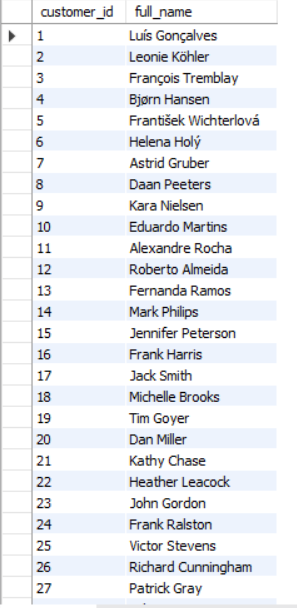 customer_id full_name
1 Luís Gonçalves
2 Leonie Köhler
3 François Tremblay
4 Bjørn Hansen
5 František Wichterlová
6 Helena Holý
7 Astrid Gruber
8 Daan Peeters
9 Kara Nielsen
10 Eduardo Martins
11 Alexandre Rocha
12 Roberto Almeida
13 Fernanda Ramos
14 Mark Philips
15 Jennifer Peterson
16 Frank Harris
17 Jack Smith
18 Michelle Brooks
19 Tim Goyer
20 Dan Miller
21 Kathy Chase
22 Heather Leacock
23 John Gordon
24 Frank Ralston
25 Victor Stevens
26 Richard Cunningham
27 Patrick Gray